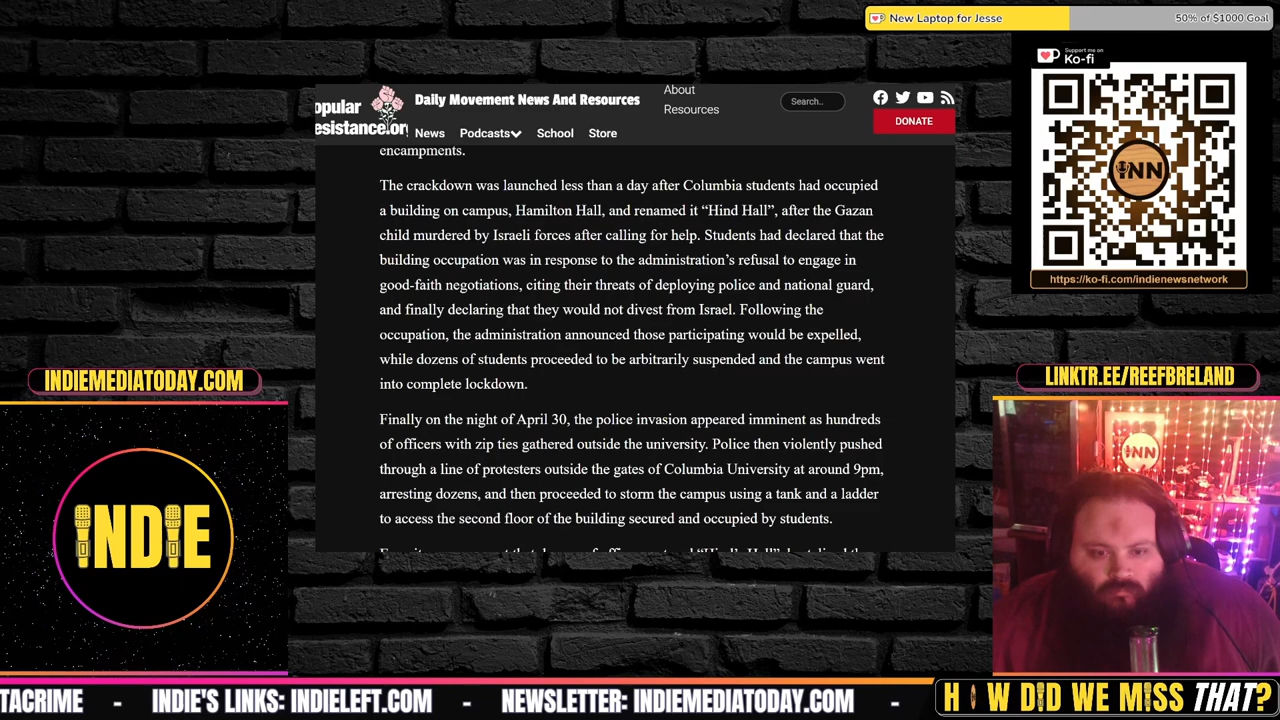 New Laptop for Jesse
50% of $1000 Goal
Support me on
Ko-fi
iNN
https://ko-fi.com/indienewsnetwork
opular
esistance.org
Daily Movement News And Resources
About
Resources
Search..
News
Podcasts
School
Store
DONATE
encampments.
The crackdown was launched less than a day after Columbia students had occupied
a building on campus, Hamilton Hall, and renamed it “Hind Hall”, after the Gazan
child murdered by Israeli forces after calling for help. Students had declared that the
building occupation was in response to the administration’s refusal to engage in
good-faith negotiations, citing their threats of deploying police and national guard,
and finally declaring that they would not divest from Israel. Following the
occupation, the administration announced those participating would be expelled,
while dozens of students proceeded to be arbitrarily suspended and the campus went
into complete lockdown.
Finally on the night of April 30, the police invasion appeared imminent as hundreds
of officers with zip ties gathered outside the university. Police then violently pushed
through a line of protesters outside the gates of Columbia University at around 9pm,
arresting dozens, and then proceeded to storm the campus using a tank and a ladder
to access the second floor of the building secured and occupied by students.
INDIEMEDIATODAY.COM
INDIE
LINKTR.EE/REEFBRELAND
iNN
TACRIME - INDIE'S LINKS: INDIELEFT.COM - NEWSLETTER: INDIEMEDIATODAY.COM -
HOW DID WE MISS THAT?